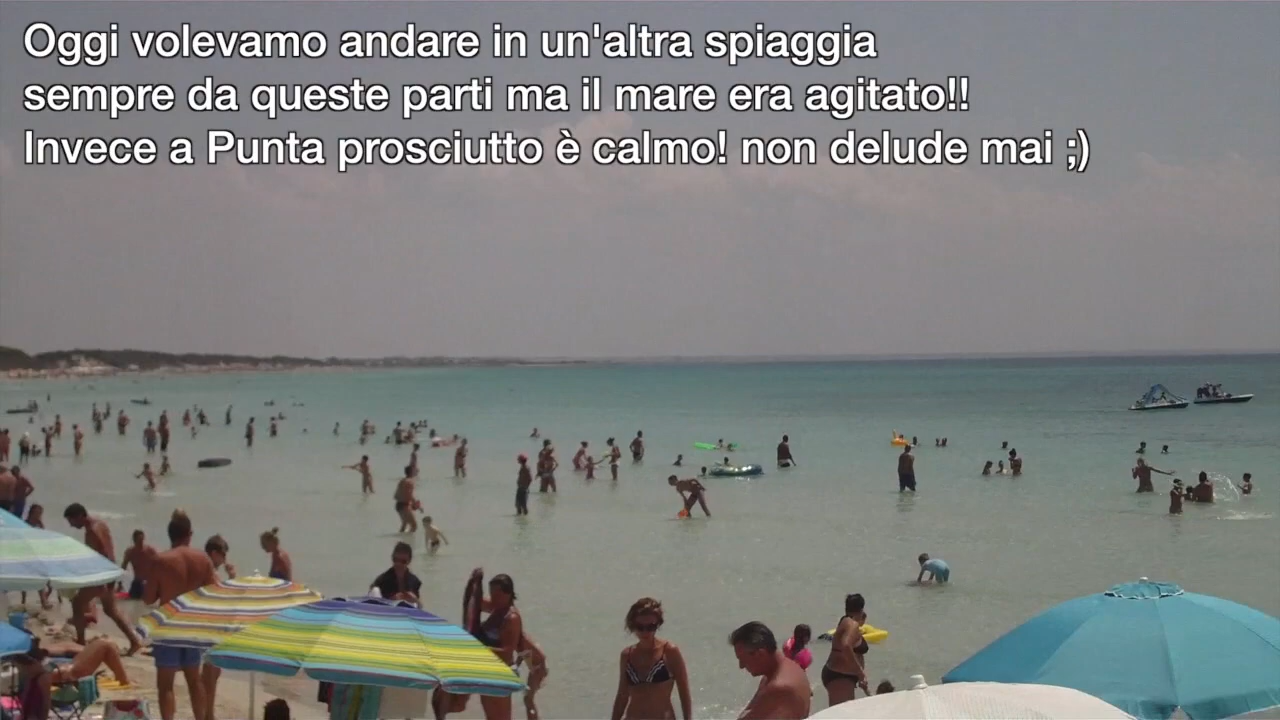 Oggi volevamo andare in un'altra spiaggia
sempre da queste parti ma il mare era agitato!!
Invece a Punta prosciutto è calmo! non delude mai ;)